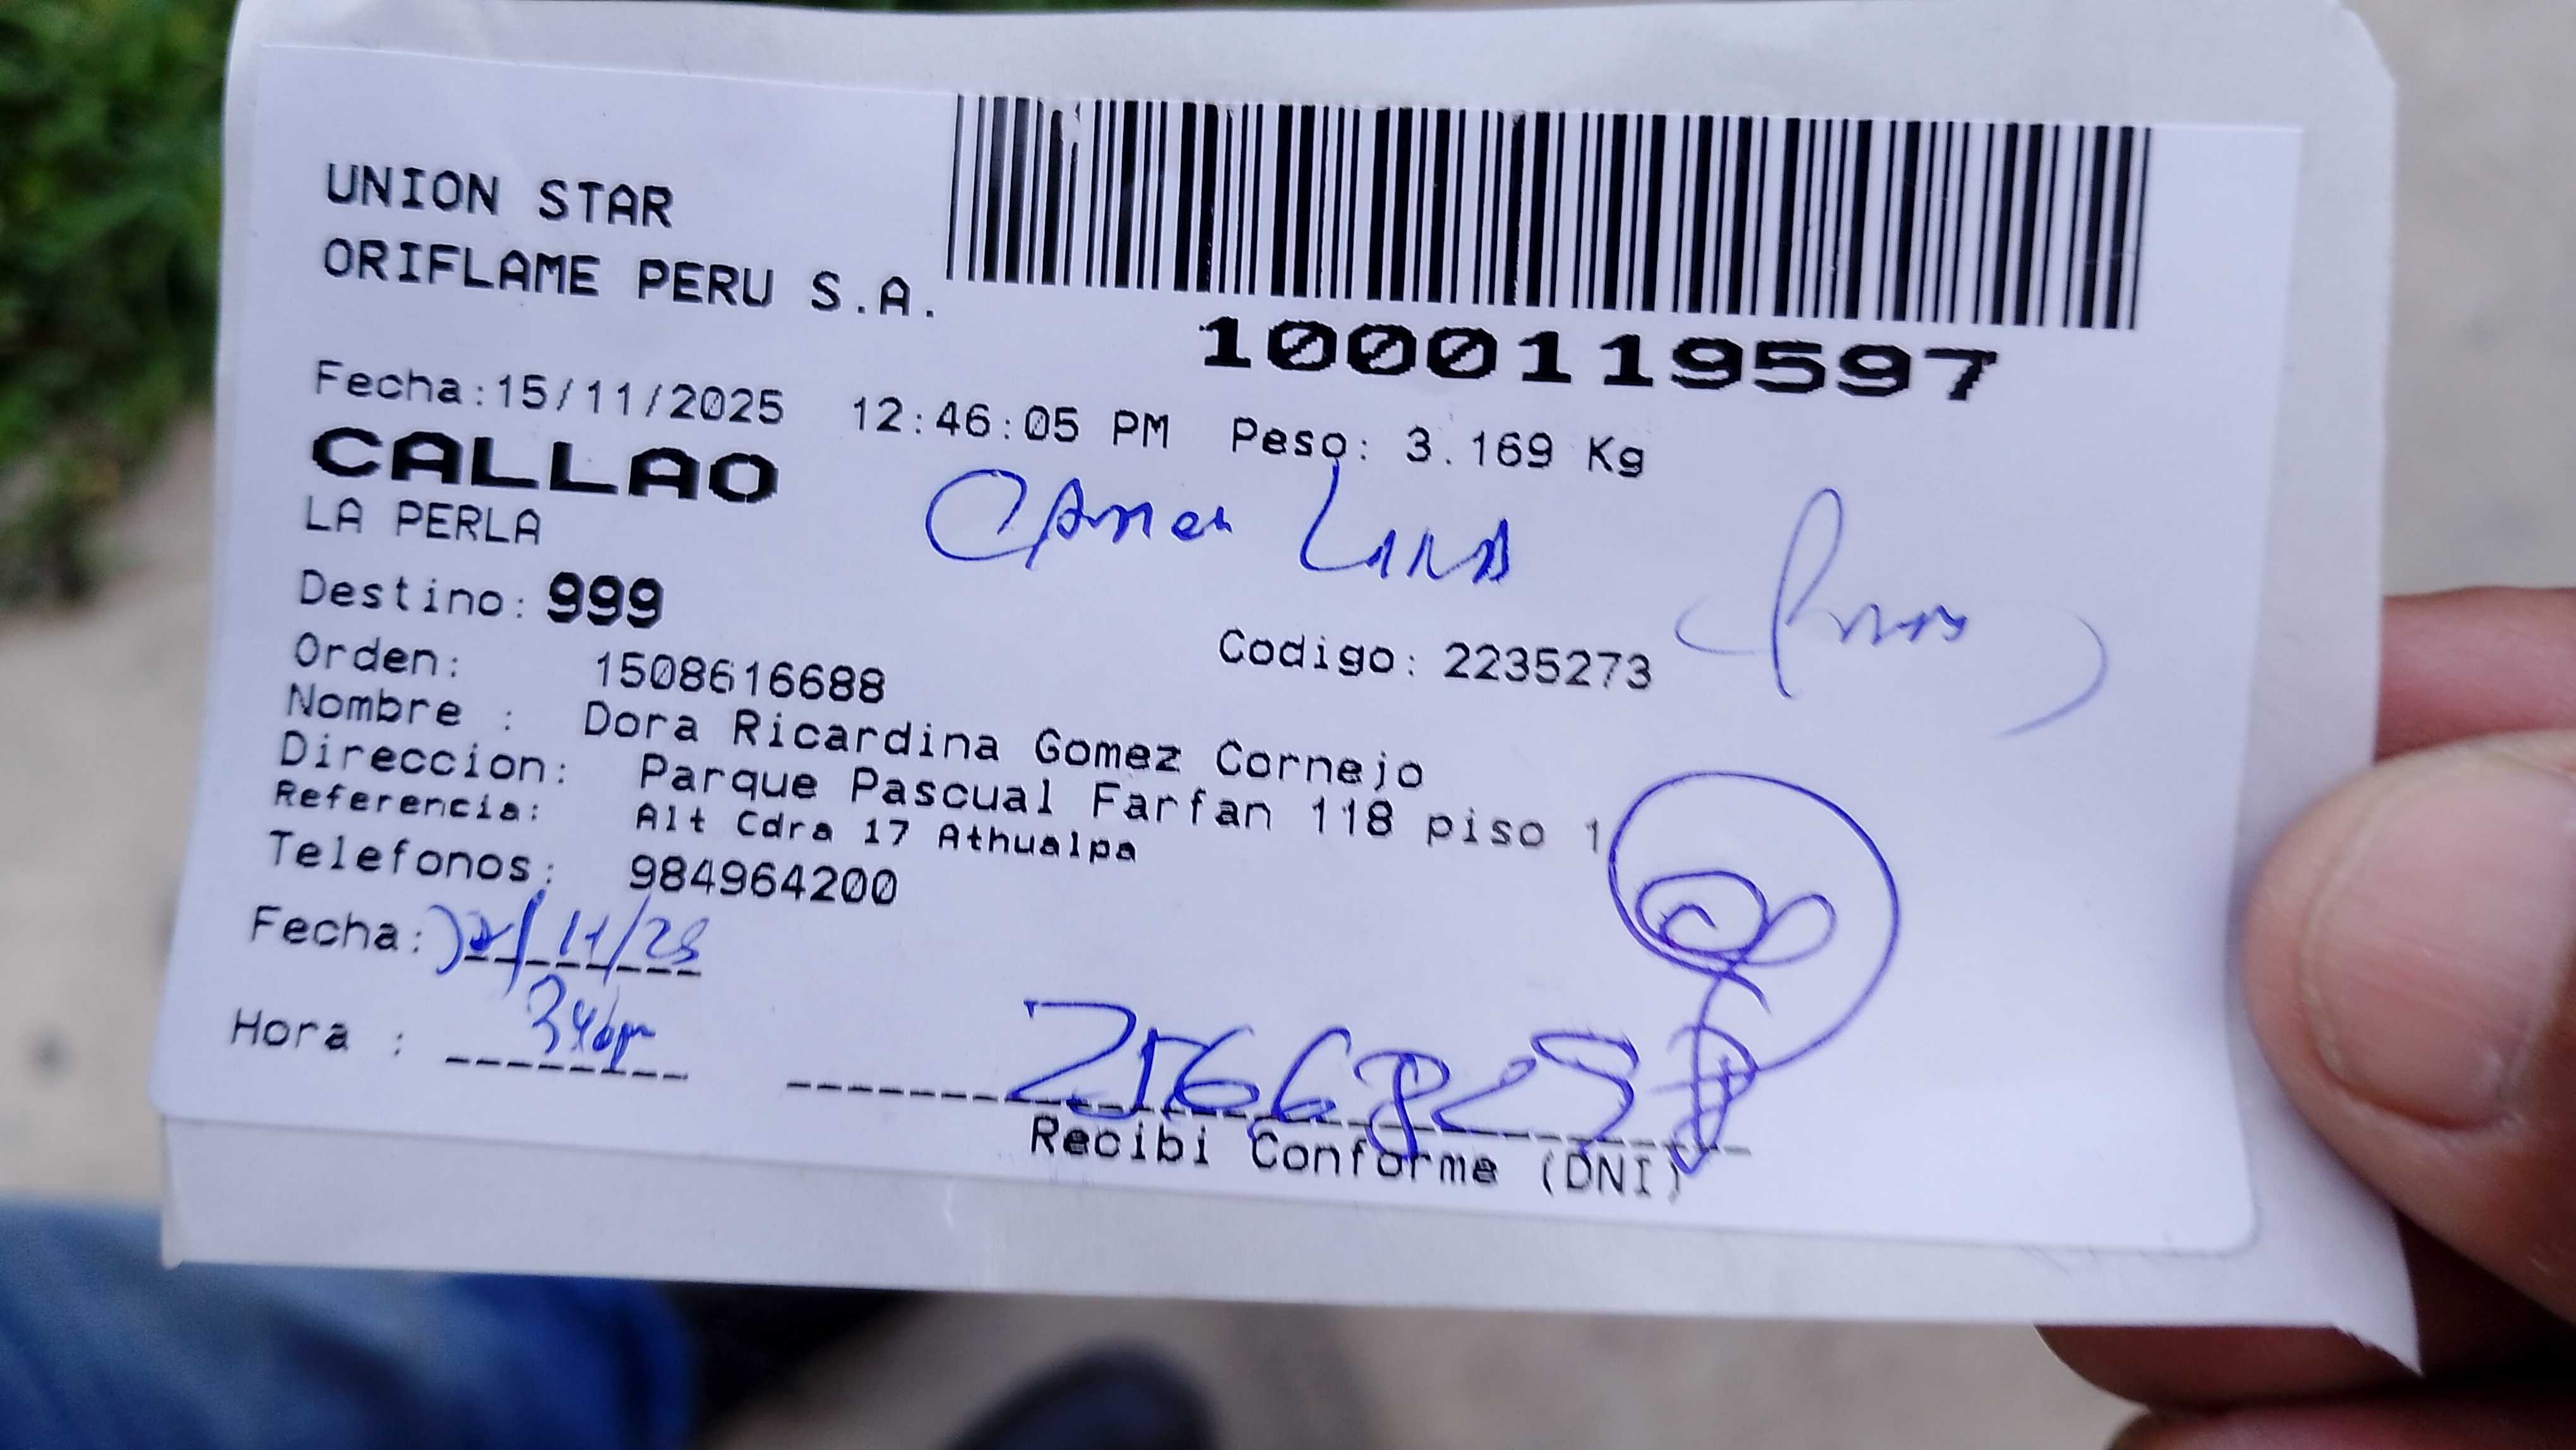 UNION STAR
ORIFLAME PERU S.A.
1000119597
Fecha:15/11/2025 12:46:05 PM Peso: 3.169 Kg
CALLAO
LA PERLA
Destino: 999
Orden: 1508616688 Codigo: 2235273
Nombre : Dora Ricardina Gomez Cornejo
Direccion: Parque Pascual Farfan 118 piso 1
Referencia: Alt Cdra 17 Athualpa
Telefonos: 984964200
Fecha:
Hora : 346pm
Recibi Conforme (DNI)